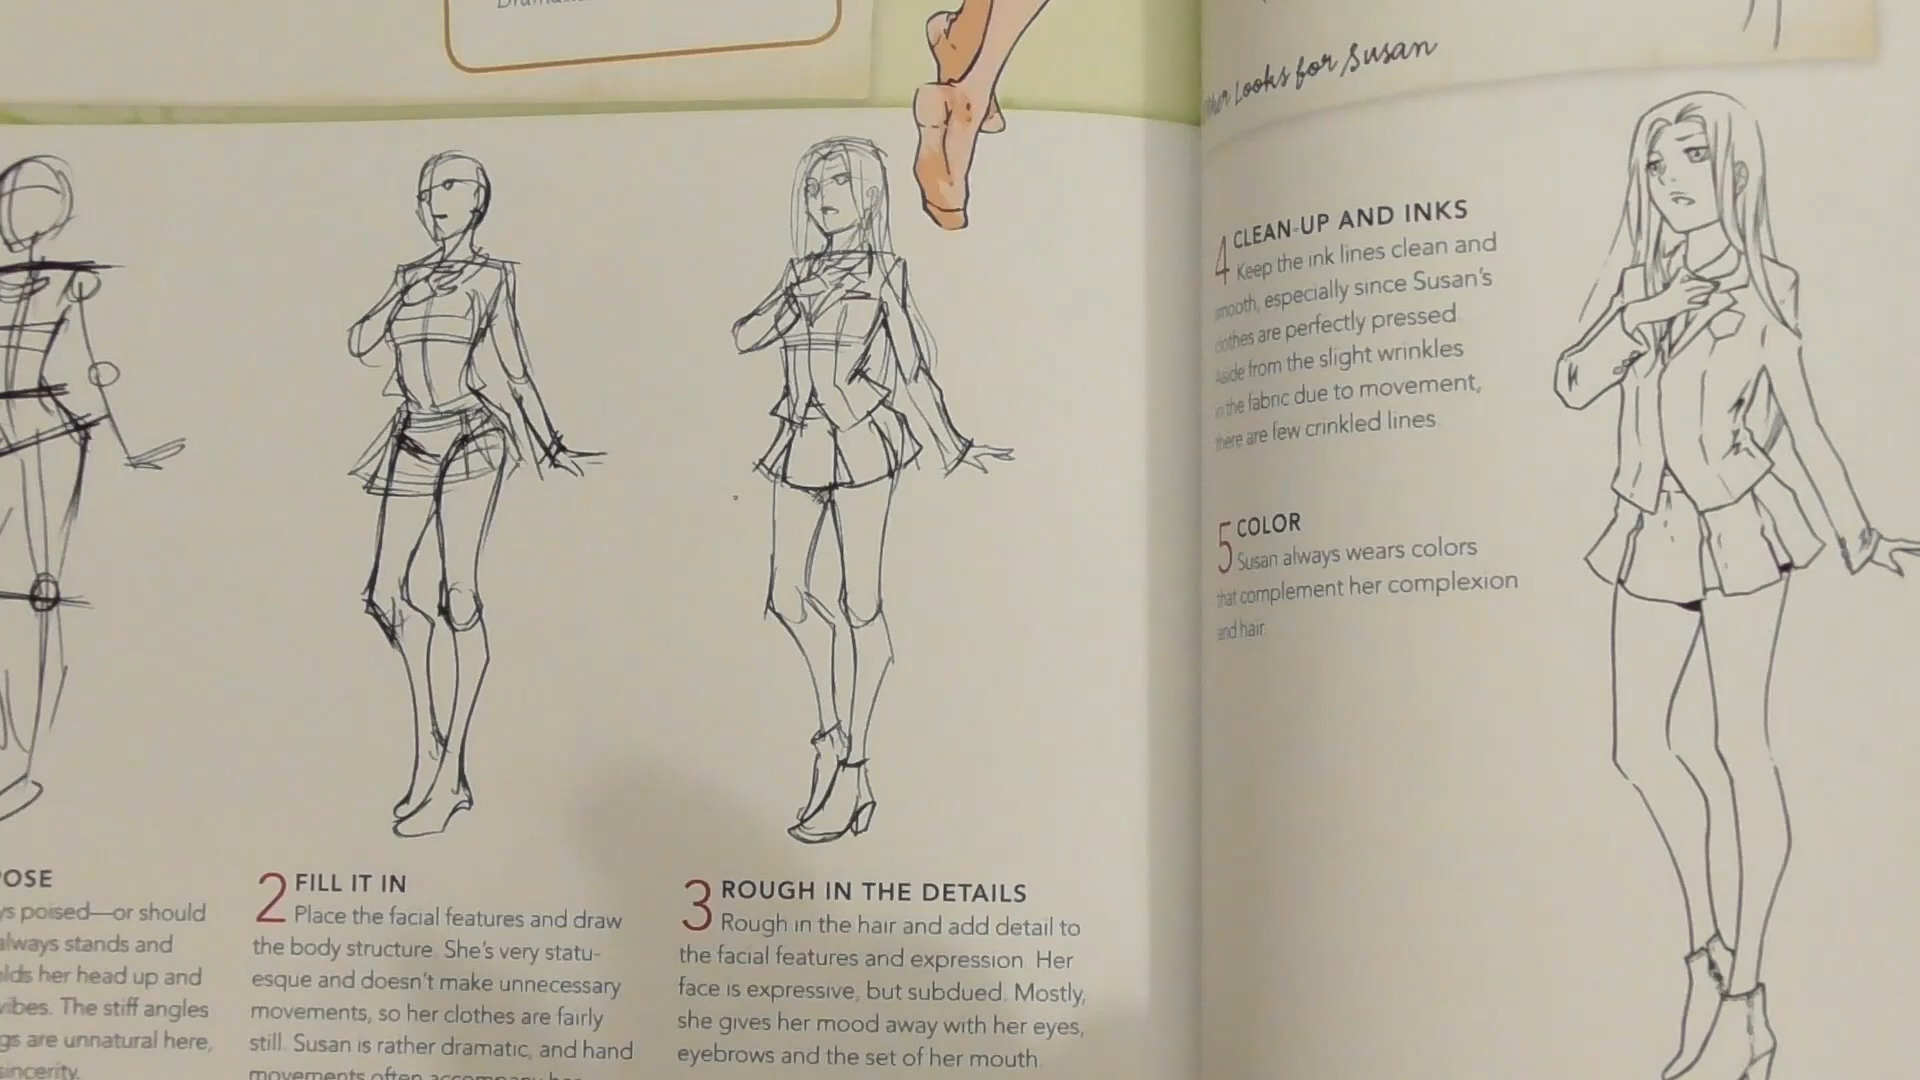 Looks for Susan
OSE
ys poised—or should
always stands and
lds her head up and
vibes. The stiff angles
gs are unnatural here,
sincerity.
2 FILL IT IN
Place the facial features and draw
the body structure. She's very statu-
esque and doesn't make unnecessary
movements, so her clothes are fairly
still. Susan is rather dramatic, and hand
movements often accompany her
3 ROUGH IN THE DETAILS
Rough in the hair and add detail to
the facial features and expression. Her
face is expressive, but subdued. Mostly,
she gives her mood away with her eyes,
eyebrows and the set of her mouth.
4 CLEAN-UP AND INKS
Keep the ink lines clean and
smooth, especially since Susan's
clothes are perfectly pressed.
Aside from the slight wrinkles
in the fabric due to movement,
there are few crinkled lines.
5 COLOR
Susan always wears colors
that complement her complexion
and hair.